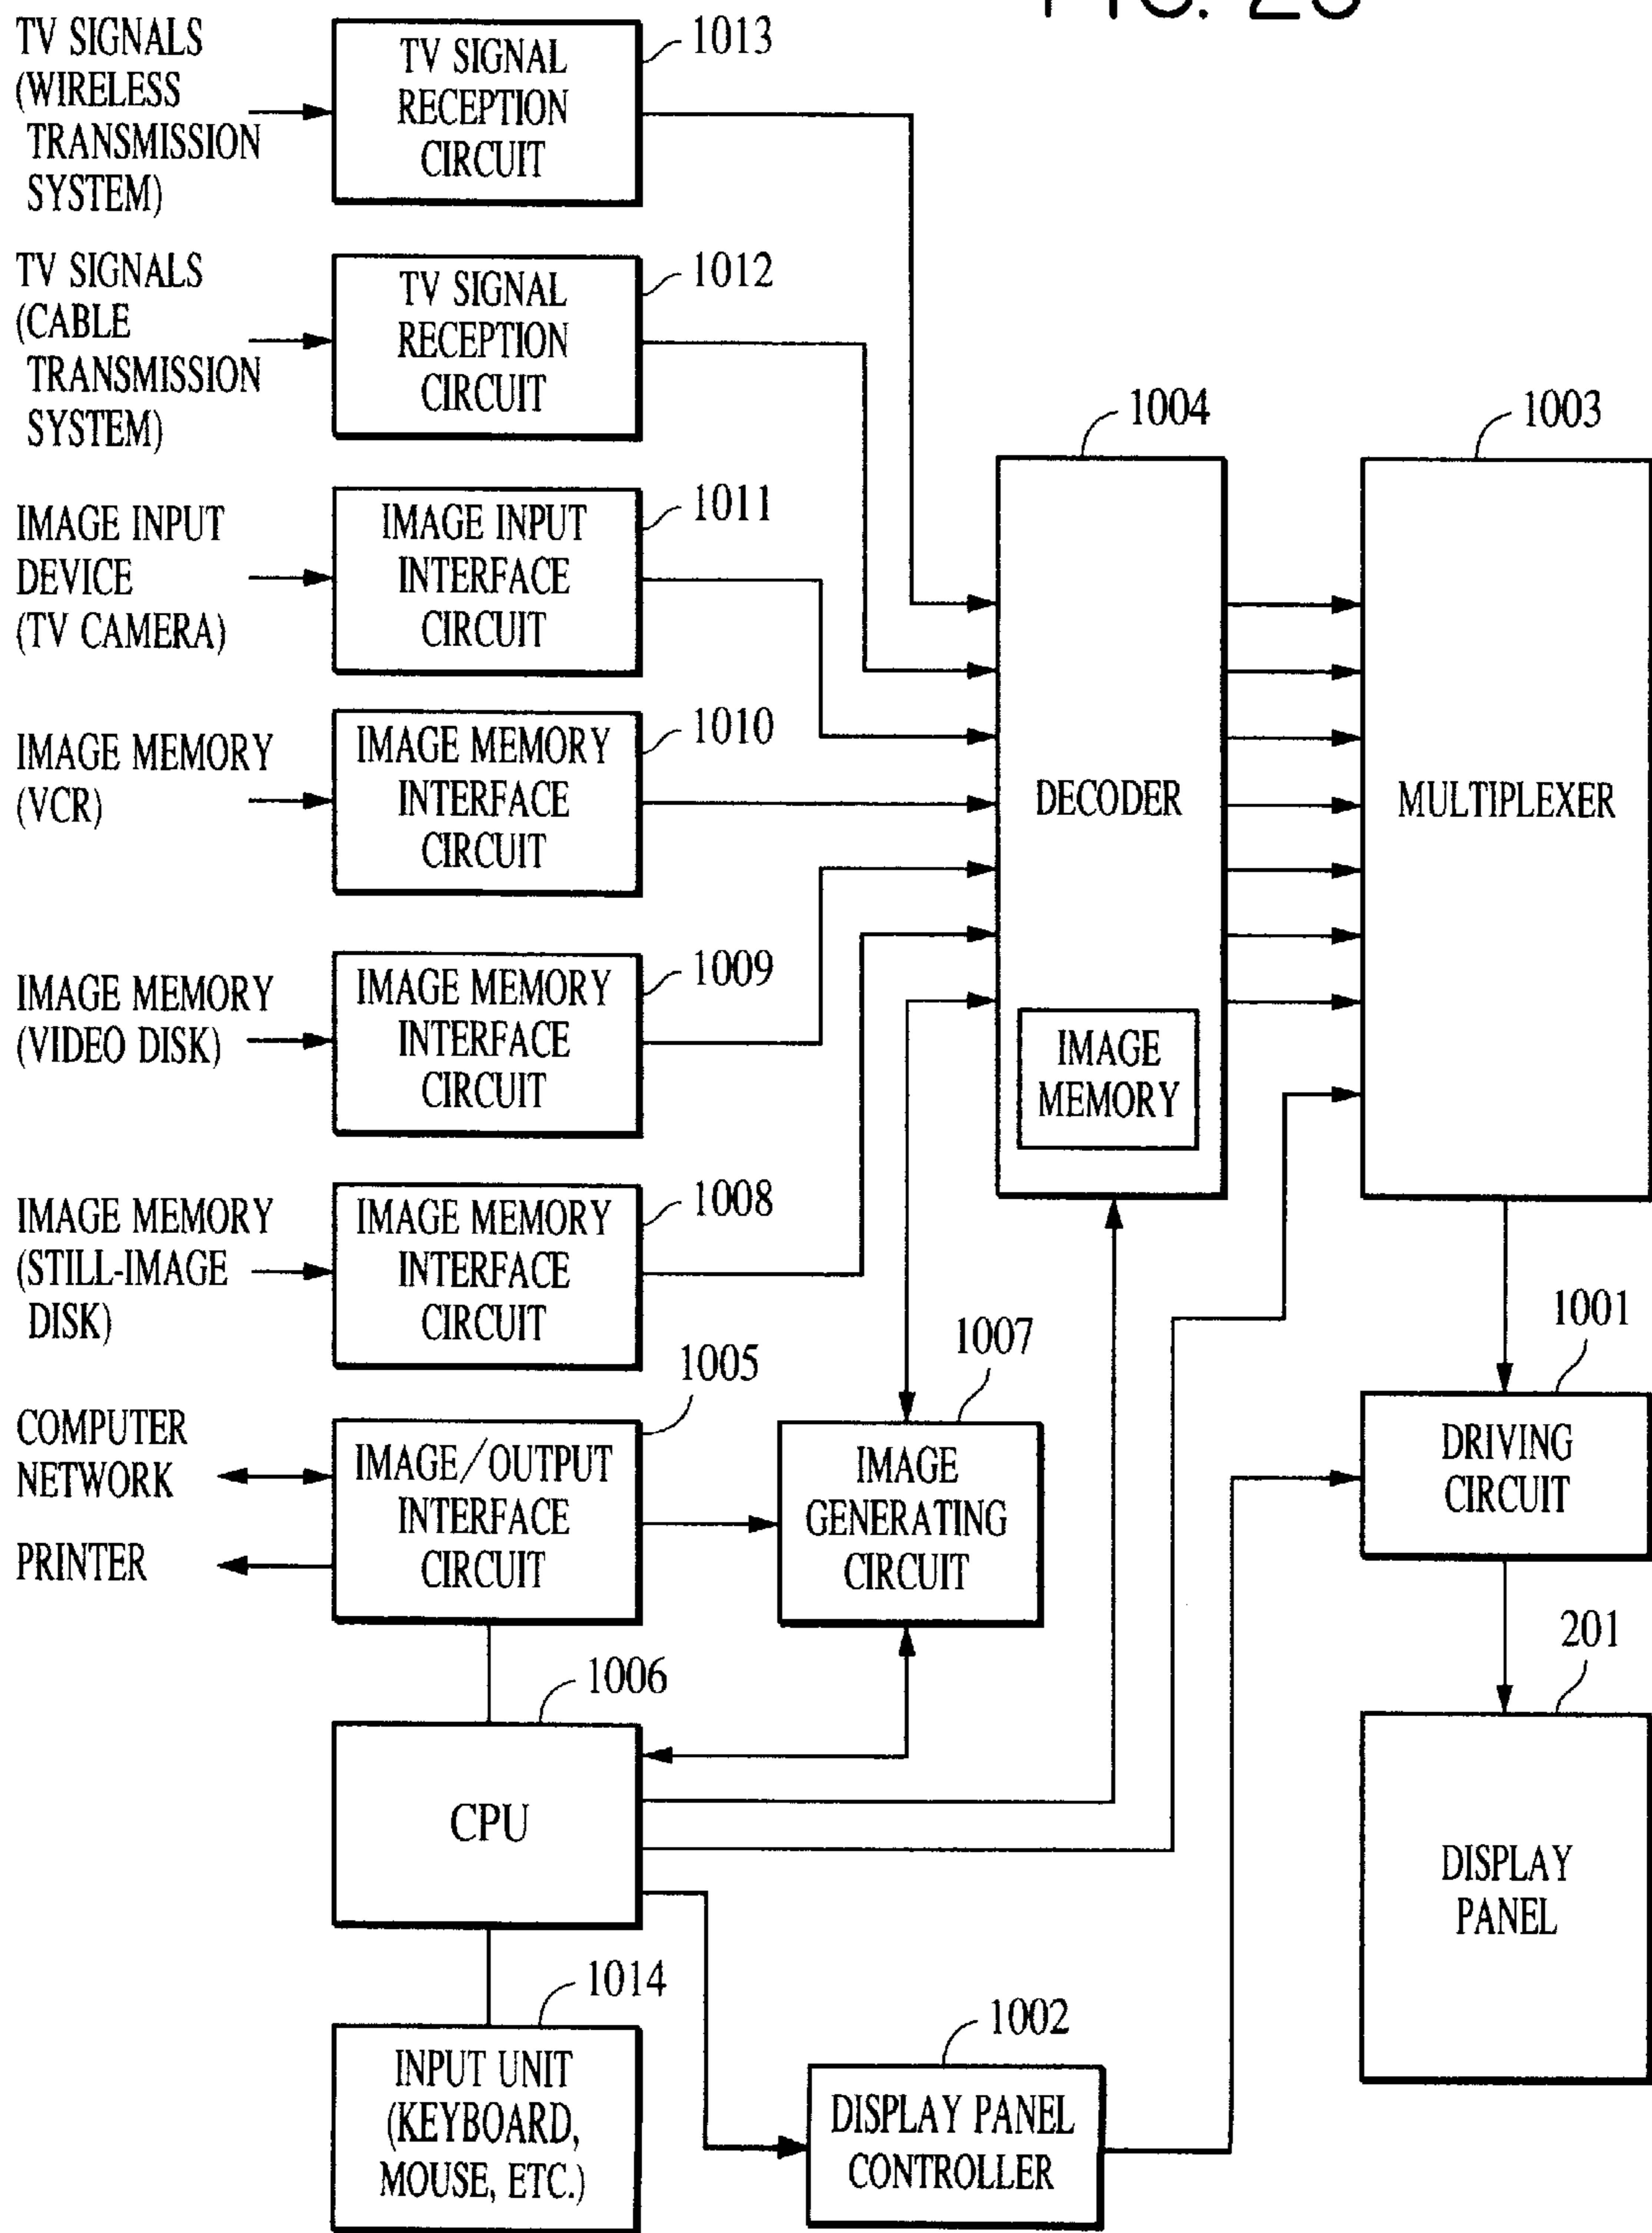 FIG.
TV SIGNALS
(WIRELESS
TRANSMISSION
SYSTEM)
TV SIGNAL
RECEPTION
CIRCUIT
1013
TV SIGNALS
(CABLE
TRANSMISSION
SYSTEM)
TV SIGNAL
RECEPTION
CIRCUIT
1012
IMAGE INPUT
DEVICE
(TV CAMERA)
IMAGE INPUT
INTERFACE
CIRCUIT
1011
IMAGE MEMORY
(VCR)
IMAGE MEMORY
INTERFACE
CIRCUIT
1010
IMAGE MEMORY
(VIDEO DISK)
IMAGE MEMORY
INTERFACE
CIRCUIT
1009
IMAGE MEMORY
(STILL-IMAGE
DISK)
IMAGE MEMORY
INTERFACE
CIRCUIT
1008
COMPUTER
NETWORK
PRINTER
IMAGE/OUTPUT
INTERFACE
CIRCUIT
1005
IMAGE
GENERATING
CIRCUIT
1007
1006
CPU
1014
INPUT UNIT
(KEYBOARD,
MOUSE, ETC.)
1002
DISPLAY PANEL
CONTROLLER
1004
DECODER
IMAGE
MEMORY
1003
MULTIPLEXER
1001
DRIVING
CIRCUIT
201
DISPLAY
PANEL